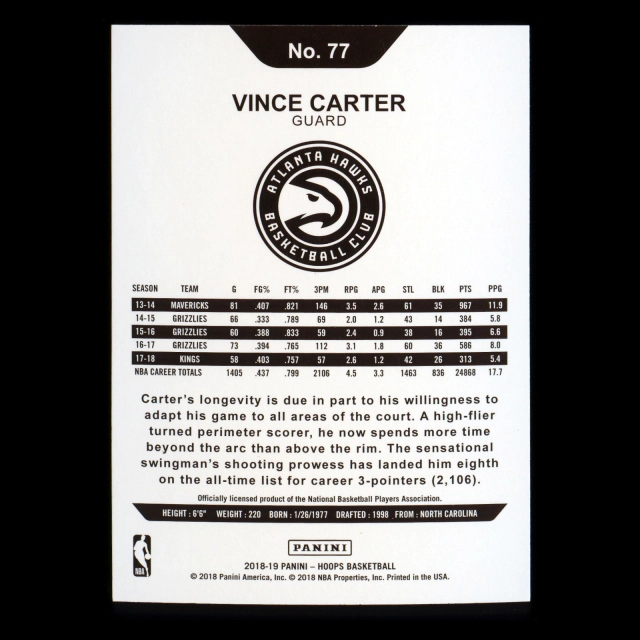 No. 77
VINCE CARTER
GUARD
ATLANTA HAWKS
BASKETBALL CLUB
SEASON TEAM G FG% FT% 3PM RPG APG STL BLK PTS PPG
13-14 MAVERICKS 81 .407 .821 146 3.5 2.6 61 35 967 11.9
14-15 GRIZZLIES 66 .333 .789 69 2.0 1.2 43 14 384 5.8
15-16 GRIZZLIES 60 .388 .833 59 2.4 0.9 38 16 395 6.6
16-17 GRIZZLIES 73 .394 .765 112 3.1 1.8 60 36 586 8.0
17-18 KINGS 58 .403 .757 57 2.6 1.2 42 26 313 5.4
NBA CAREER TOTALS 1405 .437 .799 2106 4.5 3.3 1463 836 24868 17.7
Carter's longevity is due in part to his willingness to
adapt his game to all areas of the court. A high-flier
turned perimeter scorer, he now spends more time
beyond the arc than above the rim. The sensational
swingman's shooting prowess has landed him eighth
on the all-time list for career 3-pointers (2,106).
Officially licensed product of the National Basketball Players Association.
HEIGHT: 6'6" WEIGHT: 220 BORN: 1/26/1977 DRAFTED: 1998 FROM: NORTH CAROLINA
PANINI
NBA
2018-19 PANINI – HOOPS BASKETBALL
© 2018 Panini America, Inc. © 2018 NBA Properties, Inc. Printed in the USA.